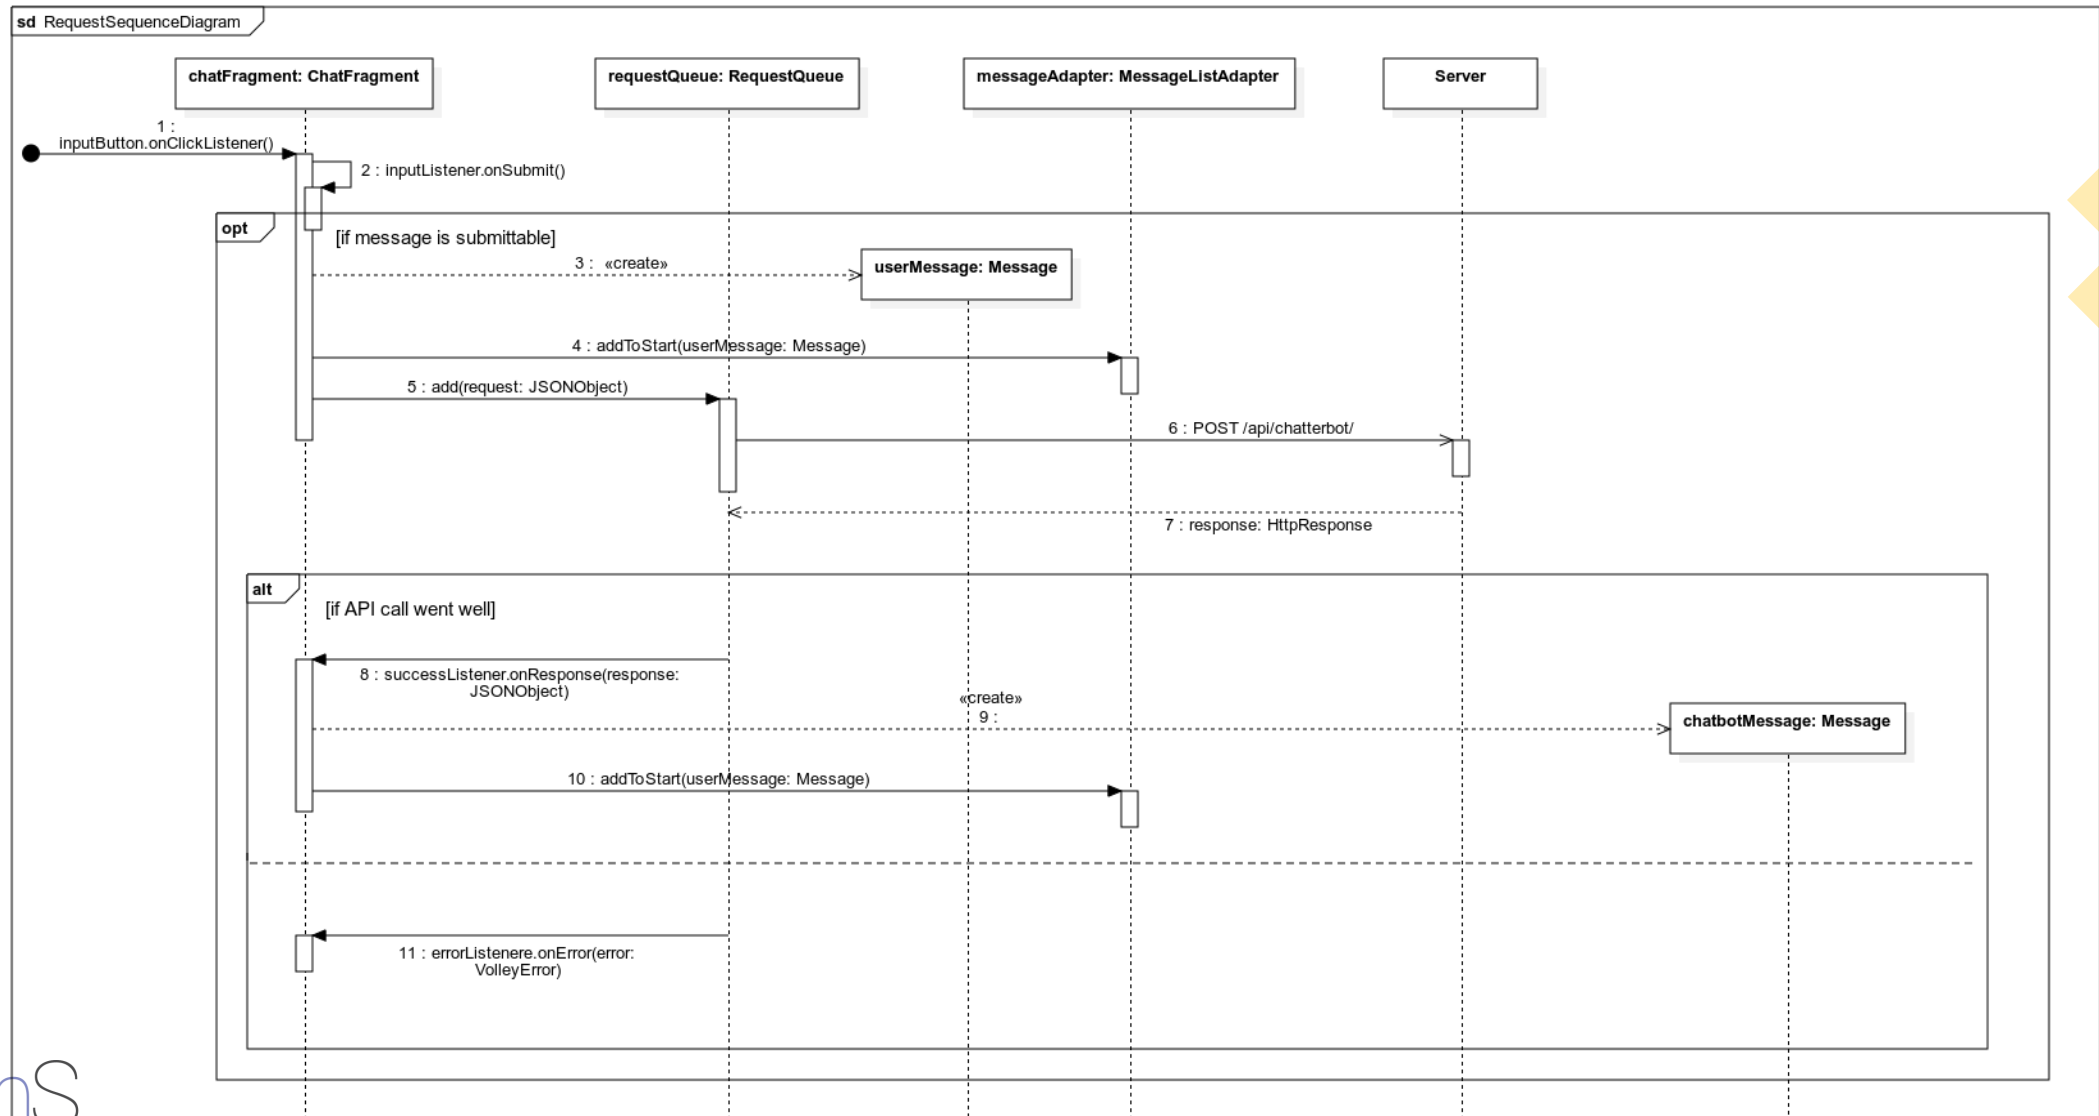 sd RequestSequenceDiagram
chatFragment: ChatFragment
requestQueue: RequestQueue
messageAdapter: MessageListAdapter
Server
1 :
inputButton.onClickListener()
2 : inputListener.onSubmit()
opt
[if message is submittable]
3 : «create»
userMessage: Message
4 : addToStart(userMessage: Message)
5 : add(request: JSONObject)
6 : POST /api/chatterbot/
7 : response: HttpResponse
alt
[if API call went well]
8 : successListener.onResponse(response:
JSONObject)
«create»
9 :
chatbotMessage: Message
10 : addToStart(userMessage: Message)
11 : errorListenere.onError(error:
VolleyError)